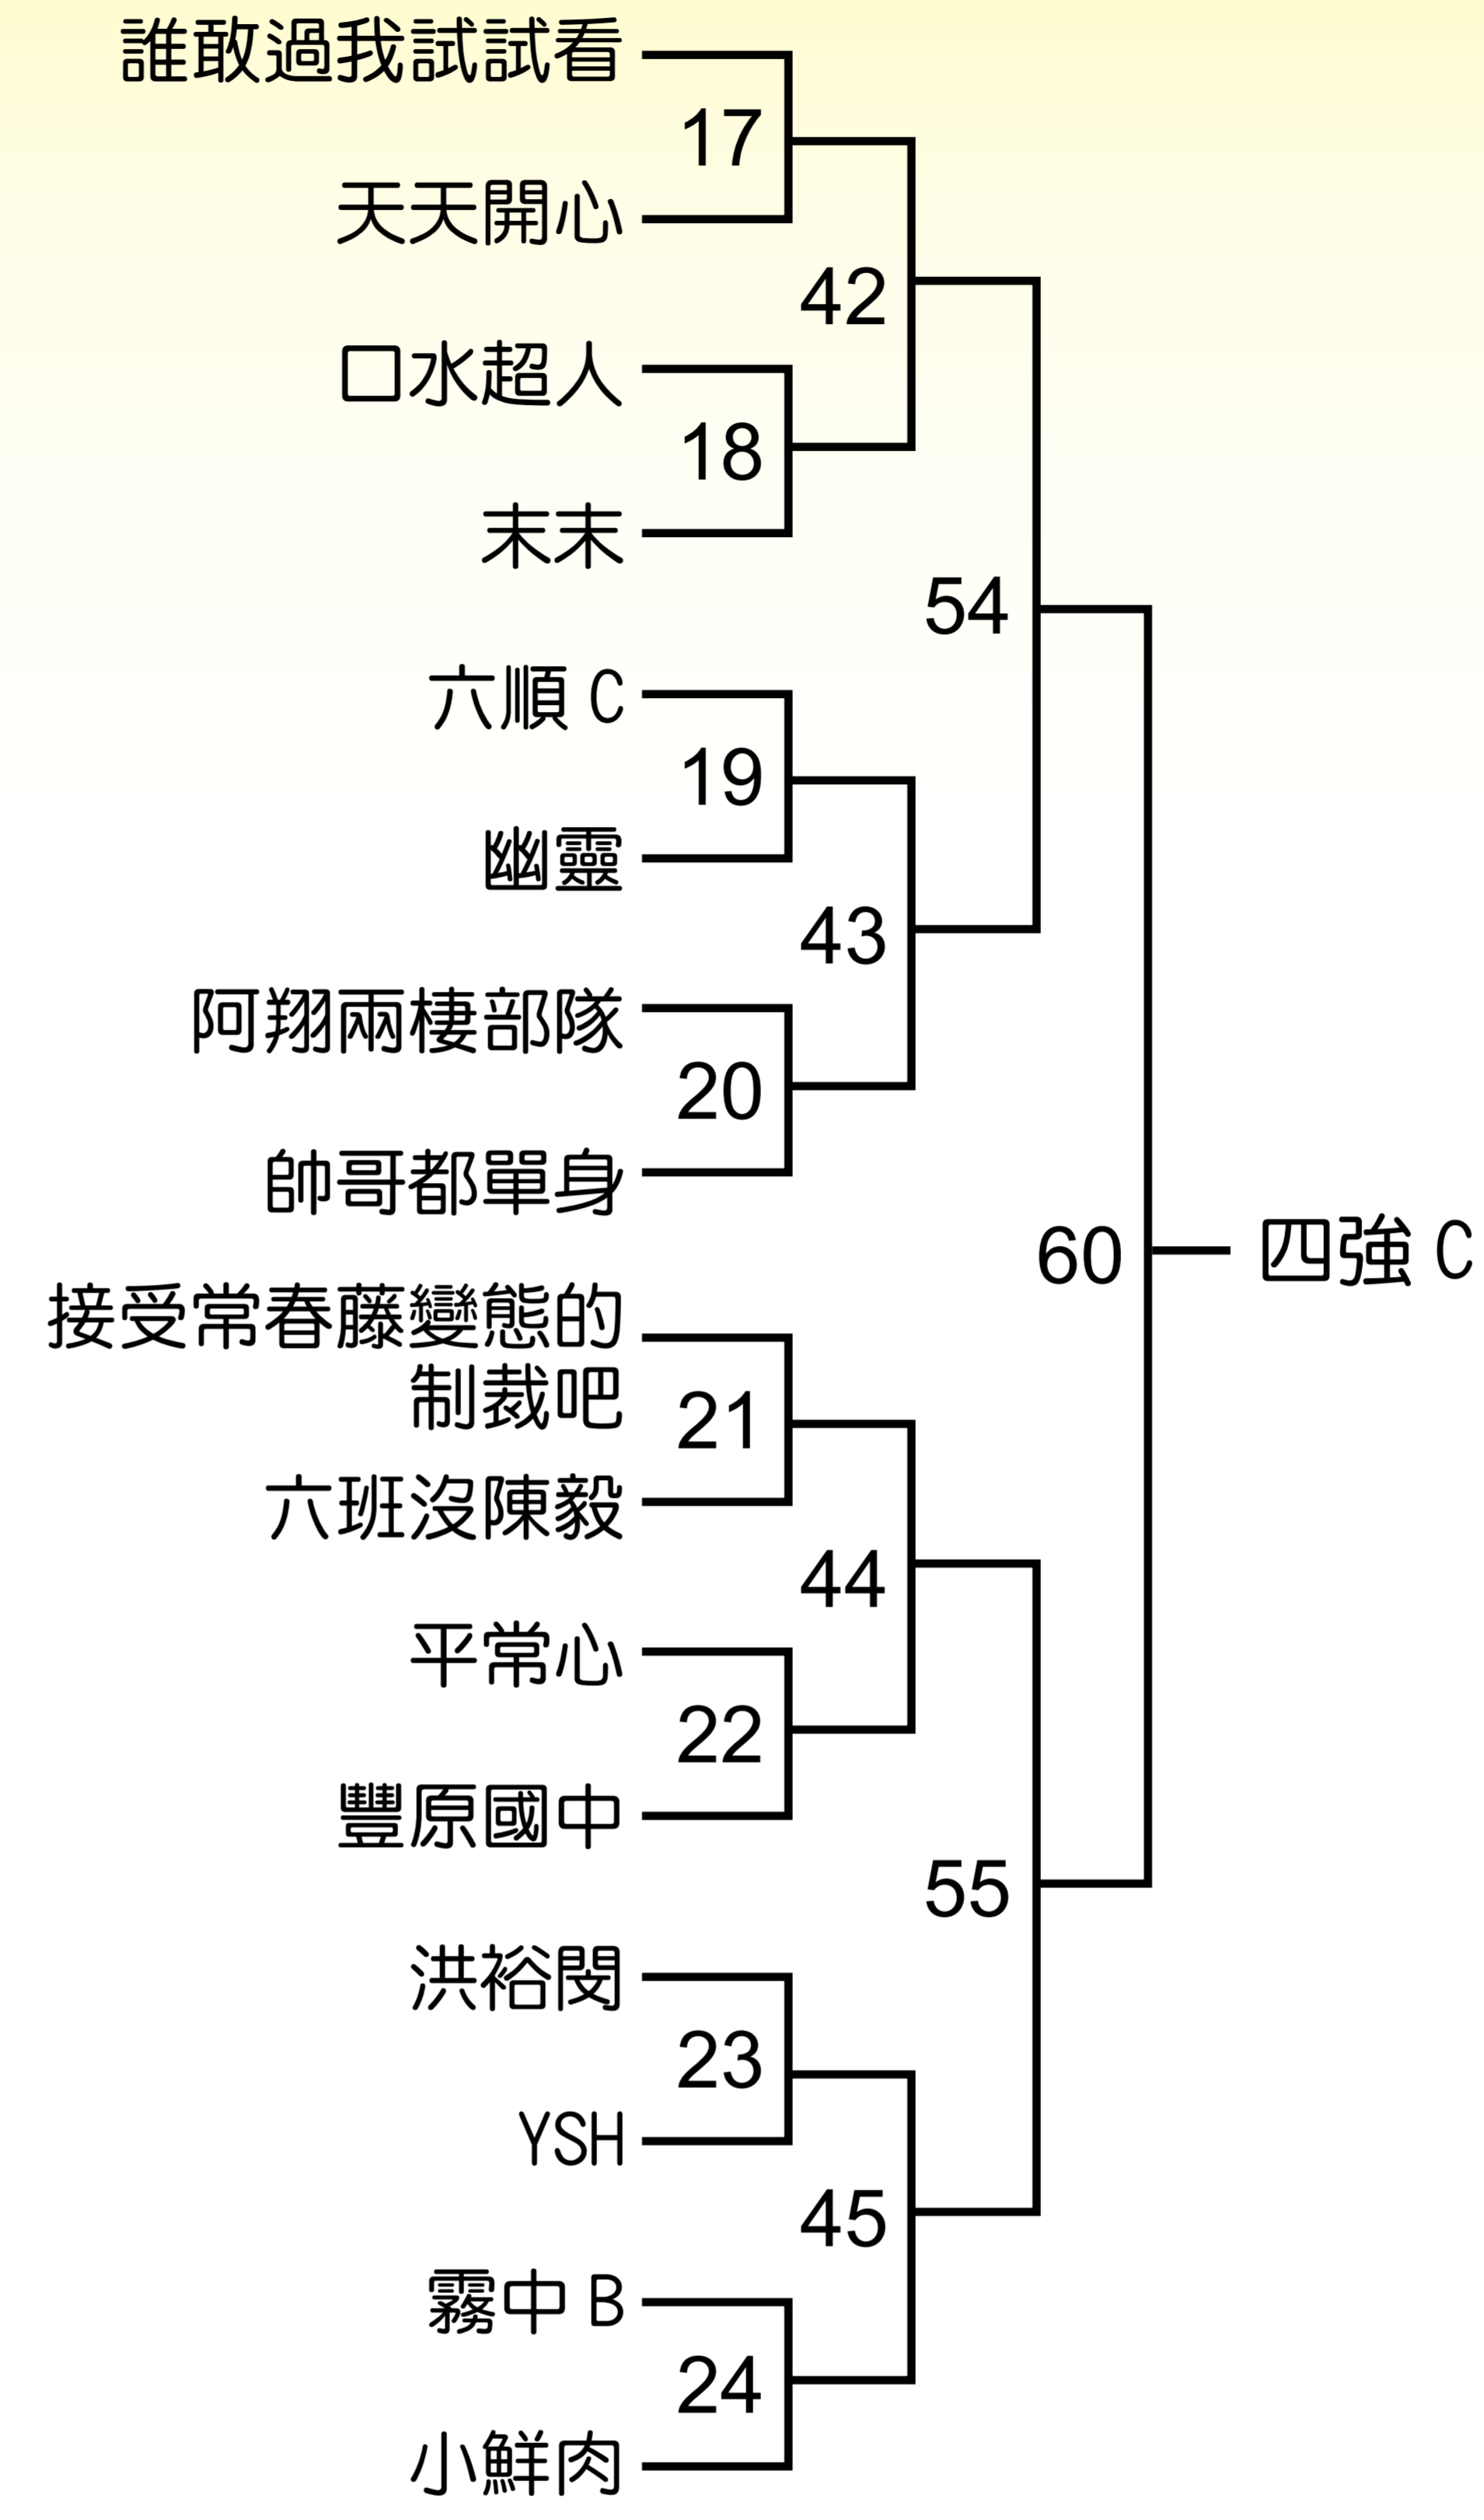 誰敢過我試試看
17
天天開心
42
口水超人
18
末末
54
六順 C
19
幽靈
43
阿翔兩棲部隊
20
帥哥都單身
60
四強 C
接受常春藤蘘龍的
制裁吧
21
六班沒陳毅
44
平常心
22
豐原國中
55
洪裕閔
23
YSH
45
霧中 B
24
小鮮肉